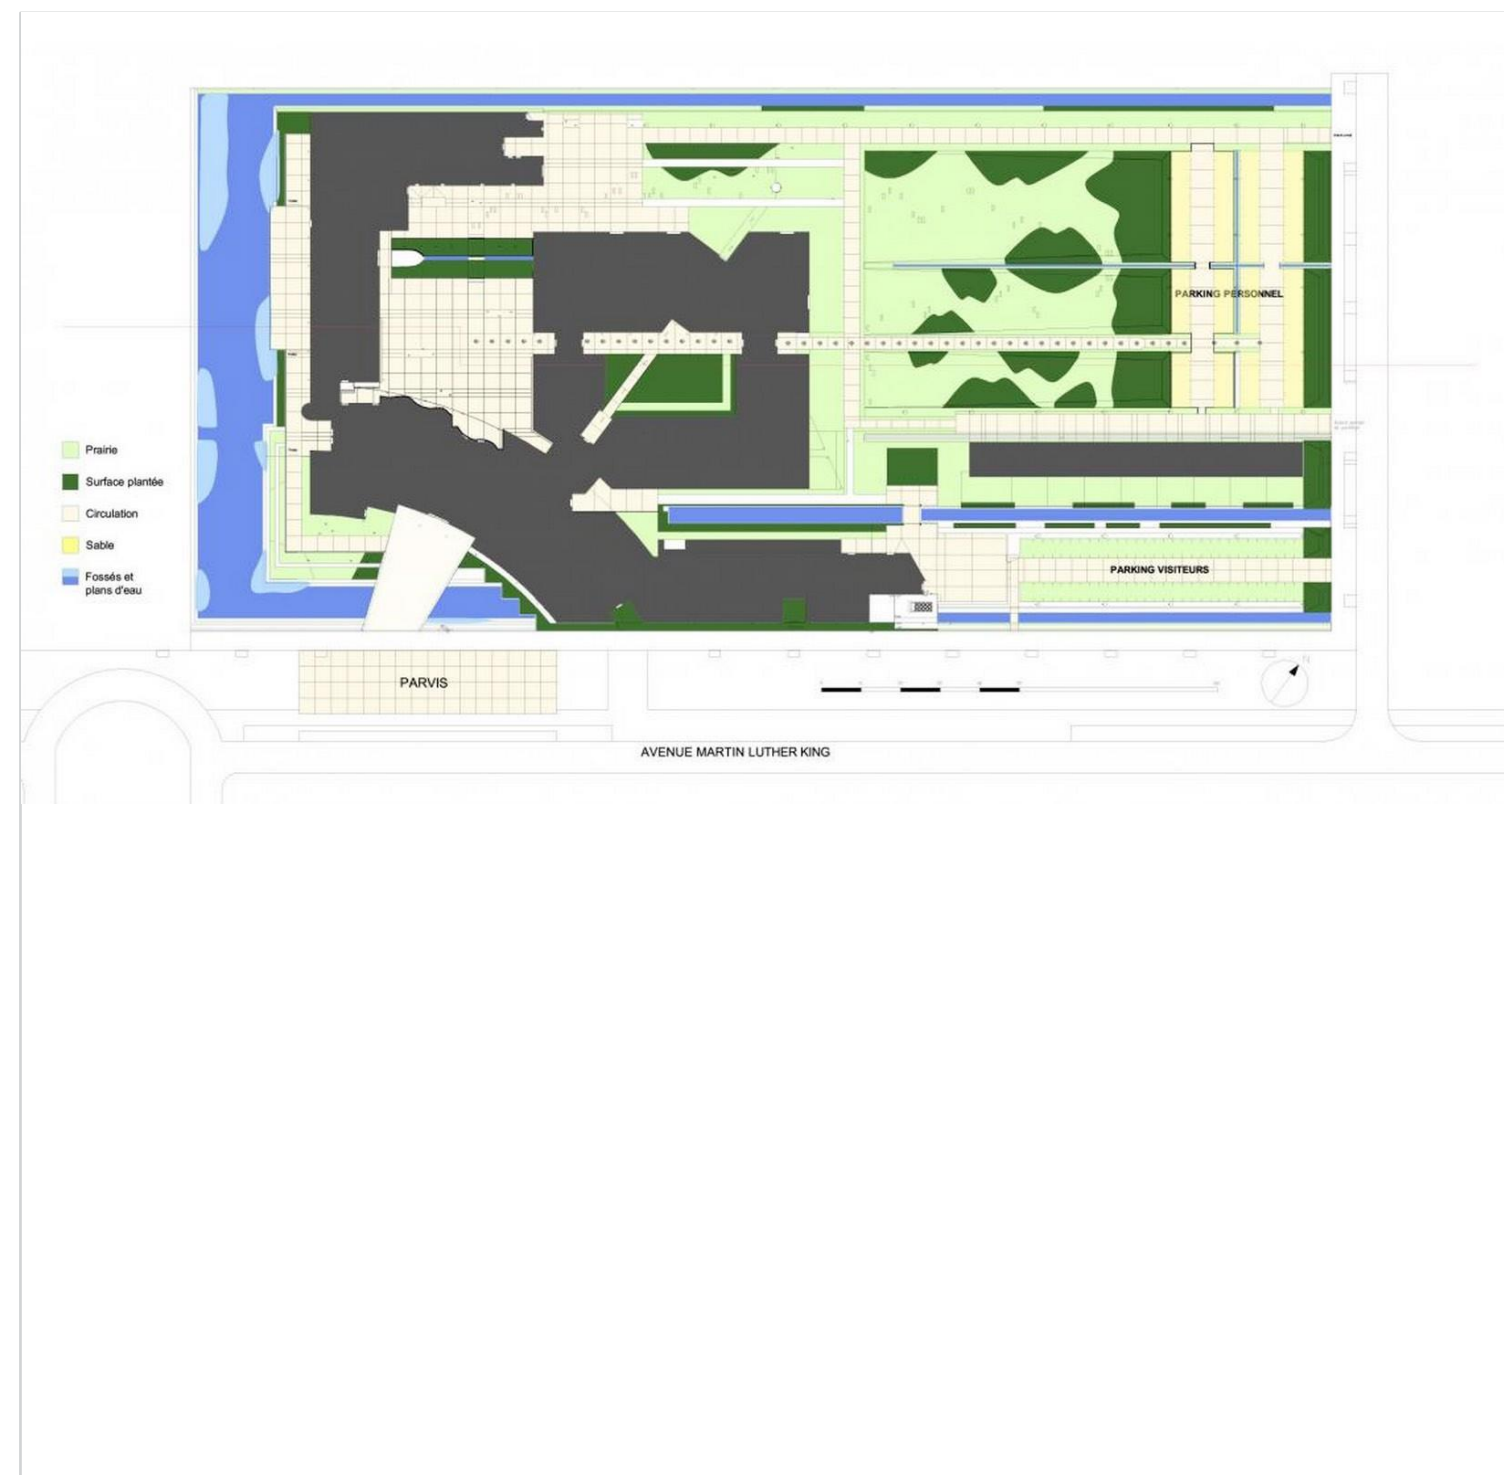 PARKING PERSONNEL
Prairie
Surface plantée
Circulation
Sable
Fossés et
plans d'eau
PARKING VISITEURS
N
PARVIS
AVENUE MARTIN LUTHER KING